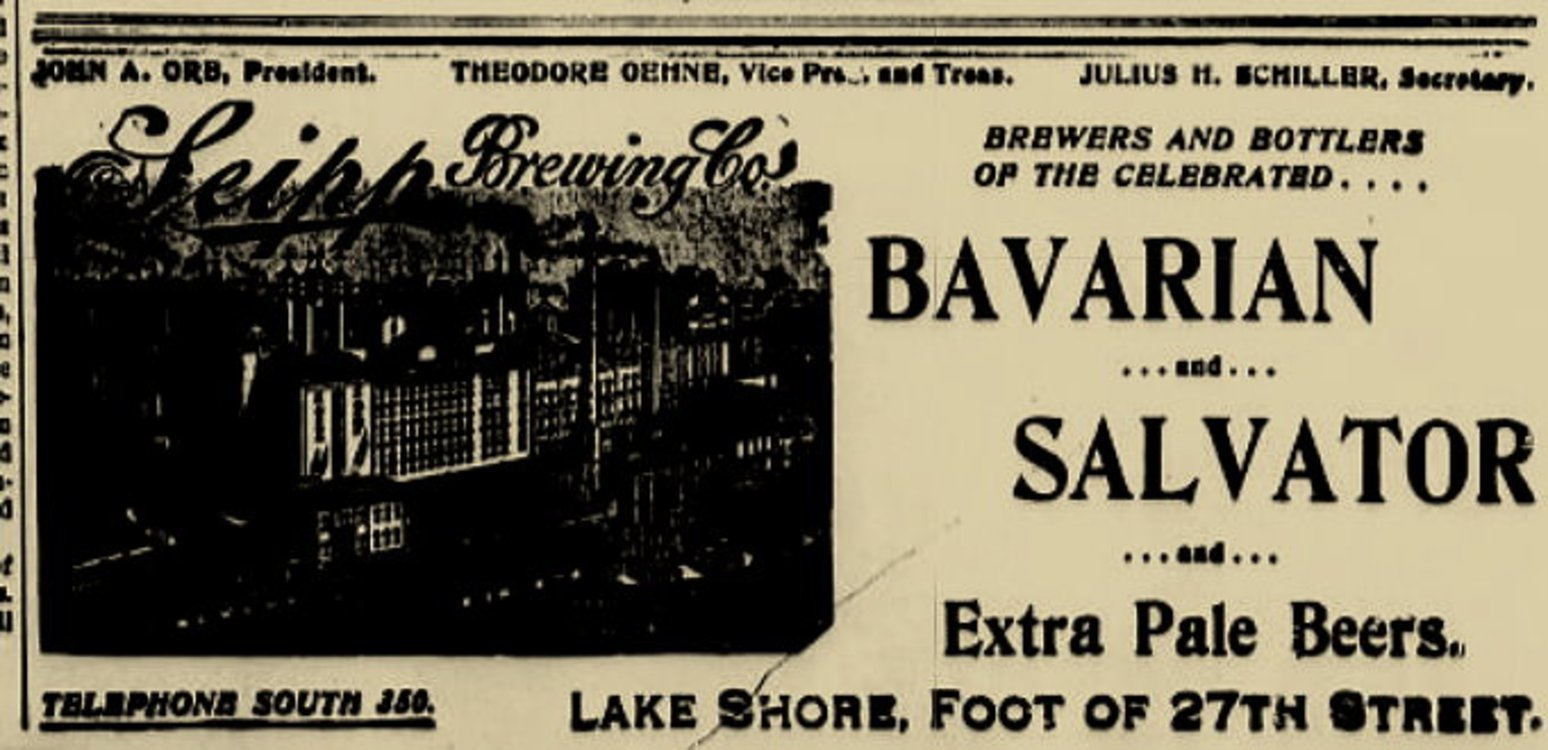 JOHN A. ORB, President. THEODORE OEHNE, Vice Pres. and Treas. JULIUS H. SCHILLER, Secretary.
Seipp Brewing Co's
BREWERS AND BOTTLERS
OF THE CELEBRATED....
BAVARIAN
...and...
SALVATOR
...and...
Extra Pale Beers.
TELEPHONE SOUTH 350.
LAKE SHORE, FOOT OF 27TH STREET.